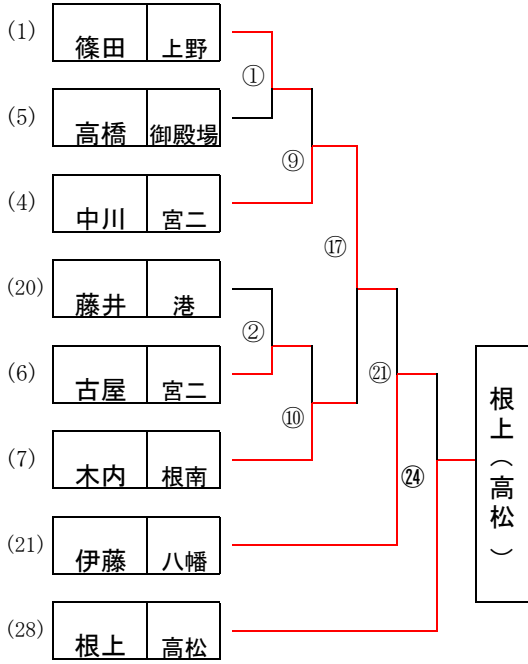 (1) 篠田 上野
①
(5) 高橋 御殿場
⑨
(4) 中川 宮二
⑰
(20) 藤井 港
②
(6) 古屋 宮二
㉑
⑩
(7) 木内 根南
㉔
(21) 伊藤 八幡
(28) 根上 高松
根上(高松)